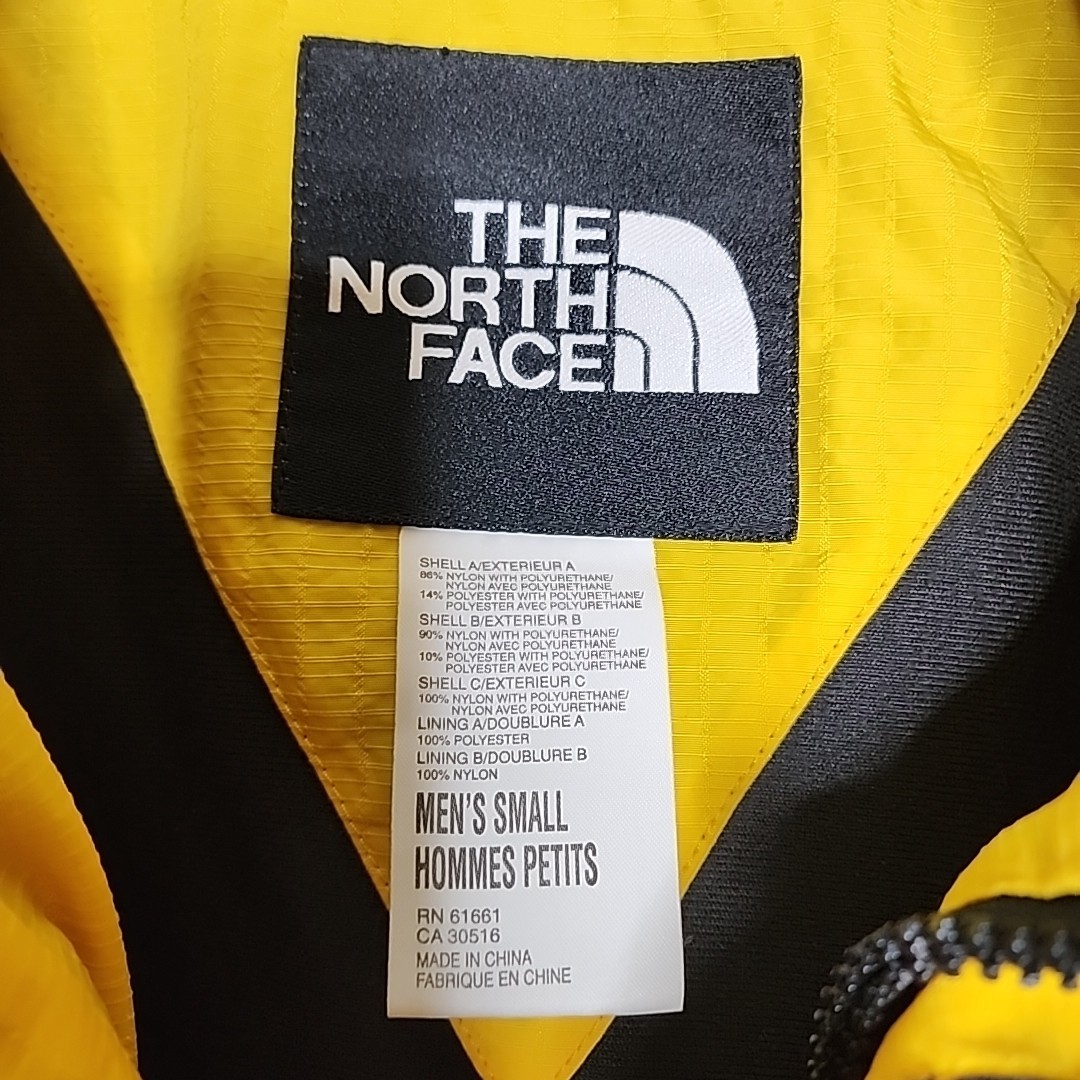 THE
NORTH
FACE
SHELL A/EXTERIEUR A
86% NYLON WITH POLYURETHANE/
NYLON AVEC POLYURETHANE
14% POLYESTER WITH POLYURETHANE/
POLYESTER AVEC POLYURETHANE
SHELL B/EXTERIEUR B
90% NYLON WITH POLYURETHANE/
NYLON AVEC POLYURETHANE
10% POLYESTER WITH POLYURETHANE/
POLYESTER AVEC POLYURETHANE
SHELL C/EXTERIEUR C
100% NYLON WITH POLYURETHANE/
NYLON AVEC POLYURETHANE
LINING A/DOUBLURE A
100% POLYESTER
LINING B/DOUBLURE B
100% NYLON
MEN'S SMALL
HOMMES PETITS
RN 61661
CA 30516
MADE IN CHINA
FABRIQUE EN CHINE